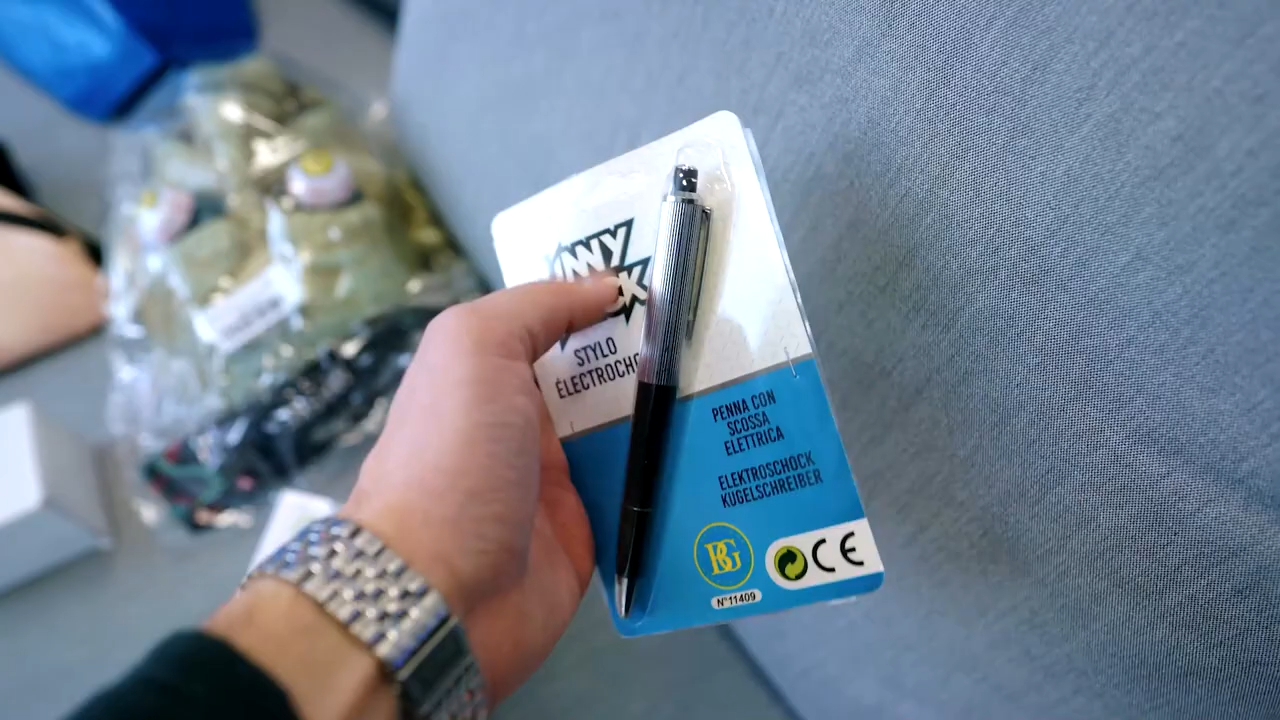 STYLO
PENNA CON
SCOSSA
ELETTRICA
ELEKTROSCHOCK
KUGELSCHREIBER
BG
CE
N°11409